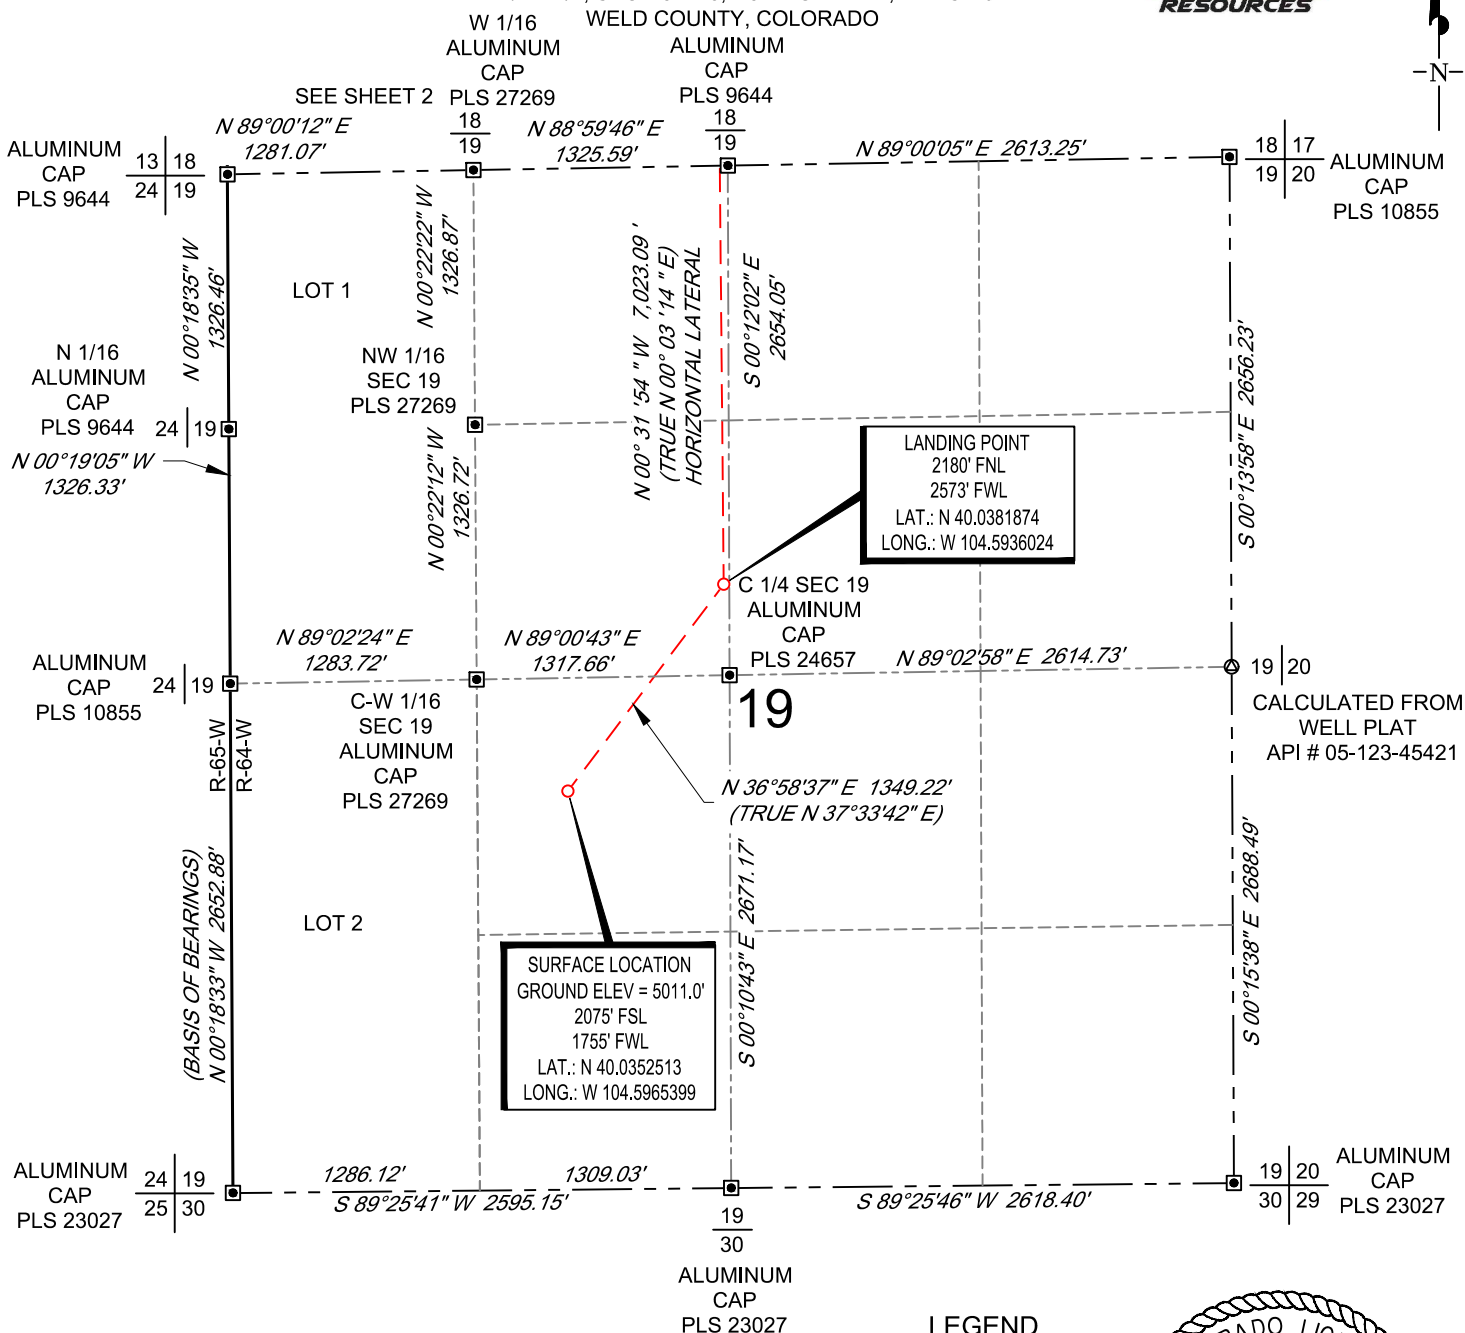 RESOURCES
WELD COUNTY, COLORADO
W 1/16
ALUMINUM
CAP
PLS 27269
ALUMINUM
CAP
PLS 9644
SEE SHEET 2
-N-
N 89°00'12" E
1281.07'
18
19
N 88°59'46" E
1325.59'
18
19
N 89°00'05" E 2613.25'
ALUMINUM
CAP
PLS 9644
13 18
24 19
18 17
19 20
ALUMINUM
CAP
PLS 10855
N 00°18'35" W
1326.46'
LOT 1
N 00°22'22" W
1326.87'
N 00° 31 '54 " W 7,023.09 '
(TRUE N 00° 03 '14 " E)
HORIZONTAL LATERAL
S 00°12'02" E
2654.05'
S 00°13'58" E 2656.23'
N 1/16
ALUMINUM
CAP
PLS 9644
24 19
NW 1/16
SEC 19
PLS 27269
N 00°19'05" W
1326.33'
N 00°22'12" W
1326.72'
LANDING POINT
2180' FNL
2573' FWL
LAT.: N 40.0381874
LONG.: W 104.5936024
C 1/4 SEC 19
ALUMINUM
CAP
PLS 24657
N 89°02'24" E
1283.72'
N 89°00'43" E
1317.66'
N 89°02'58" E 2614.73'
ALUMINUM
CAP
PLS 10855
24 19
19 20
CALCULATED FROM
WELL PLAT
API # 05-123-45421
R-65-W
R-64-W
C-W 1/16
SEC 19
ALUMINUM
CAP
PLS 27269
19
N 36°58'37" E 1349.22'
(TRUE N 37°33'42" E)
(BASIS OF BEARINGS)
N 00°18'33" W 2652.88'
LOT 2
S 00°10'43" E 2671.17'
S 00°15'38" E 2688.49'
SURFACE LOCATION
GROUND ELEV = 5011.0'
2075' FSL
1755' FWL
LAT.: N 40.0352513
LONG.: W 104.5965399
ALUMINUM
CAP
PLS 23027
24 19
25 30
1286.12'
1309.03'
S 89°25'41" W 2595.15'
S 89°25'46" W 2618.40'
19
30
19 20
30 29
ALUMINUM
CAP
PLS 23027
ALUMINUM
CAP
PLS 23027
LEGEND